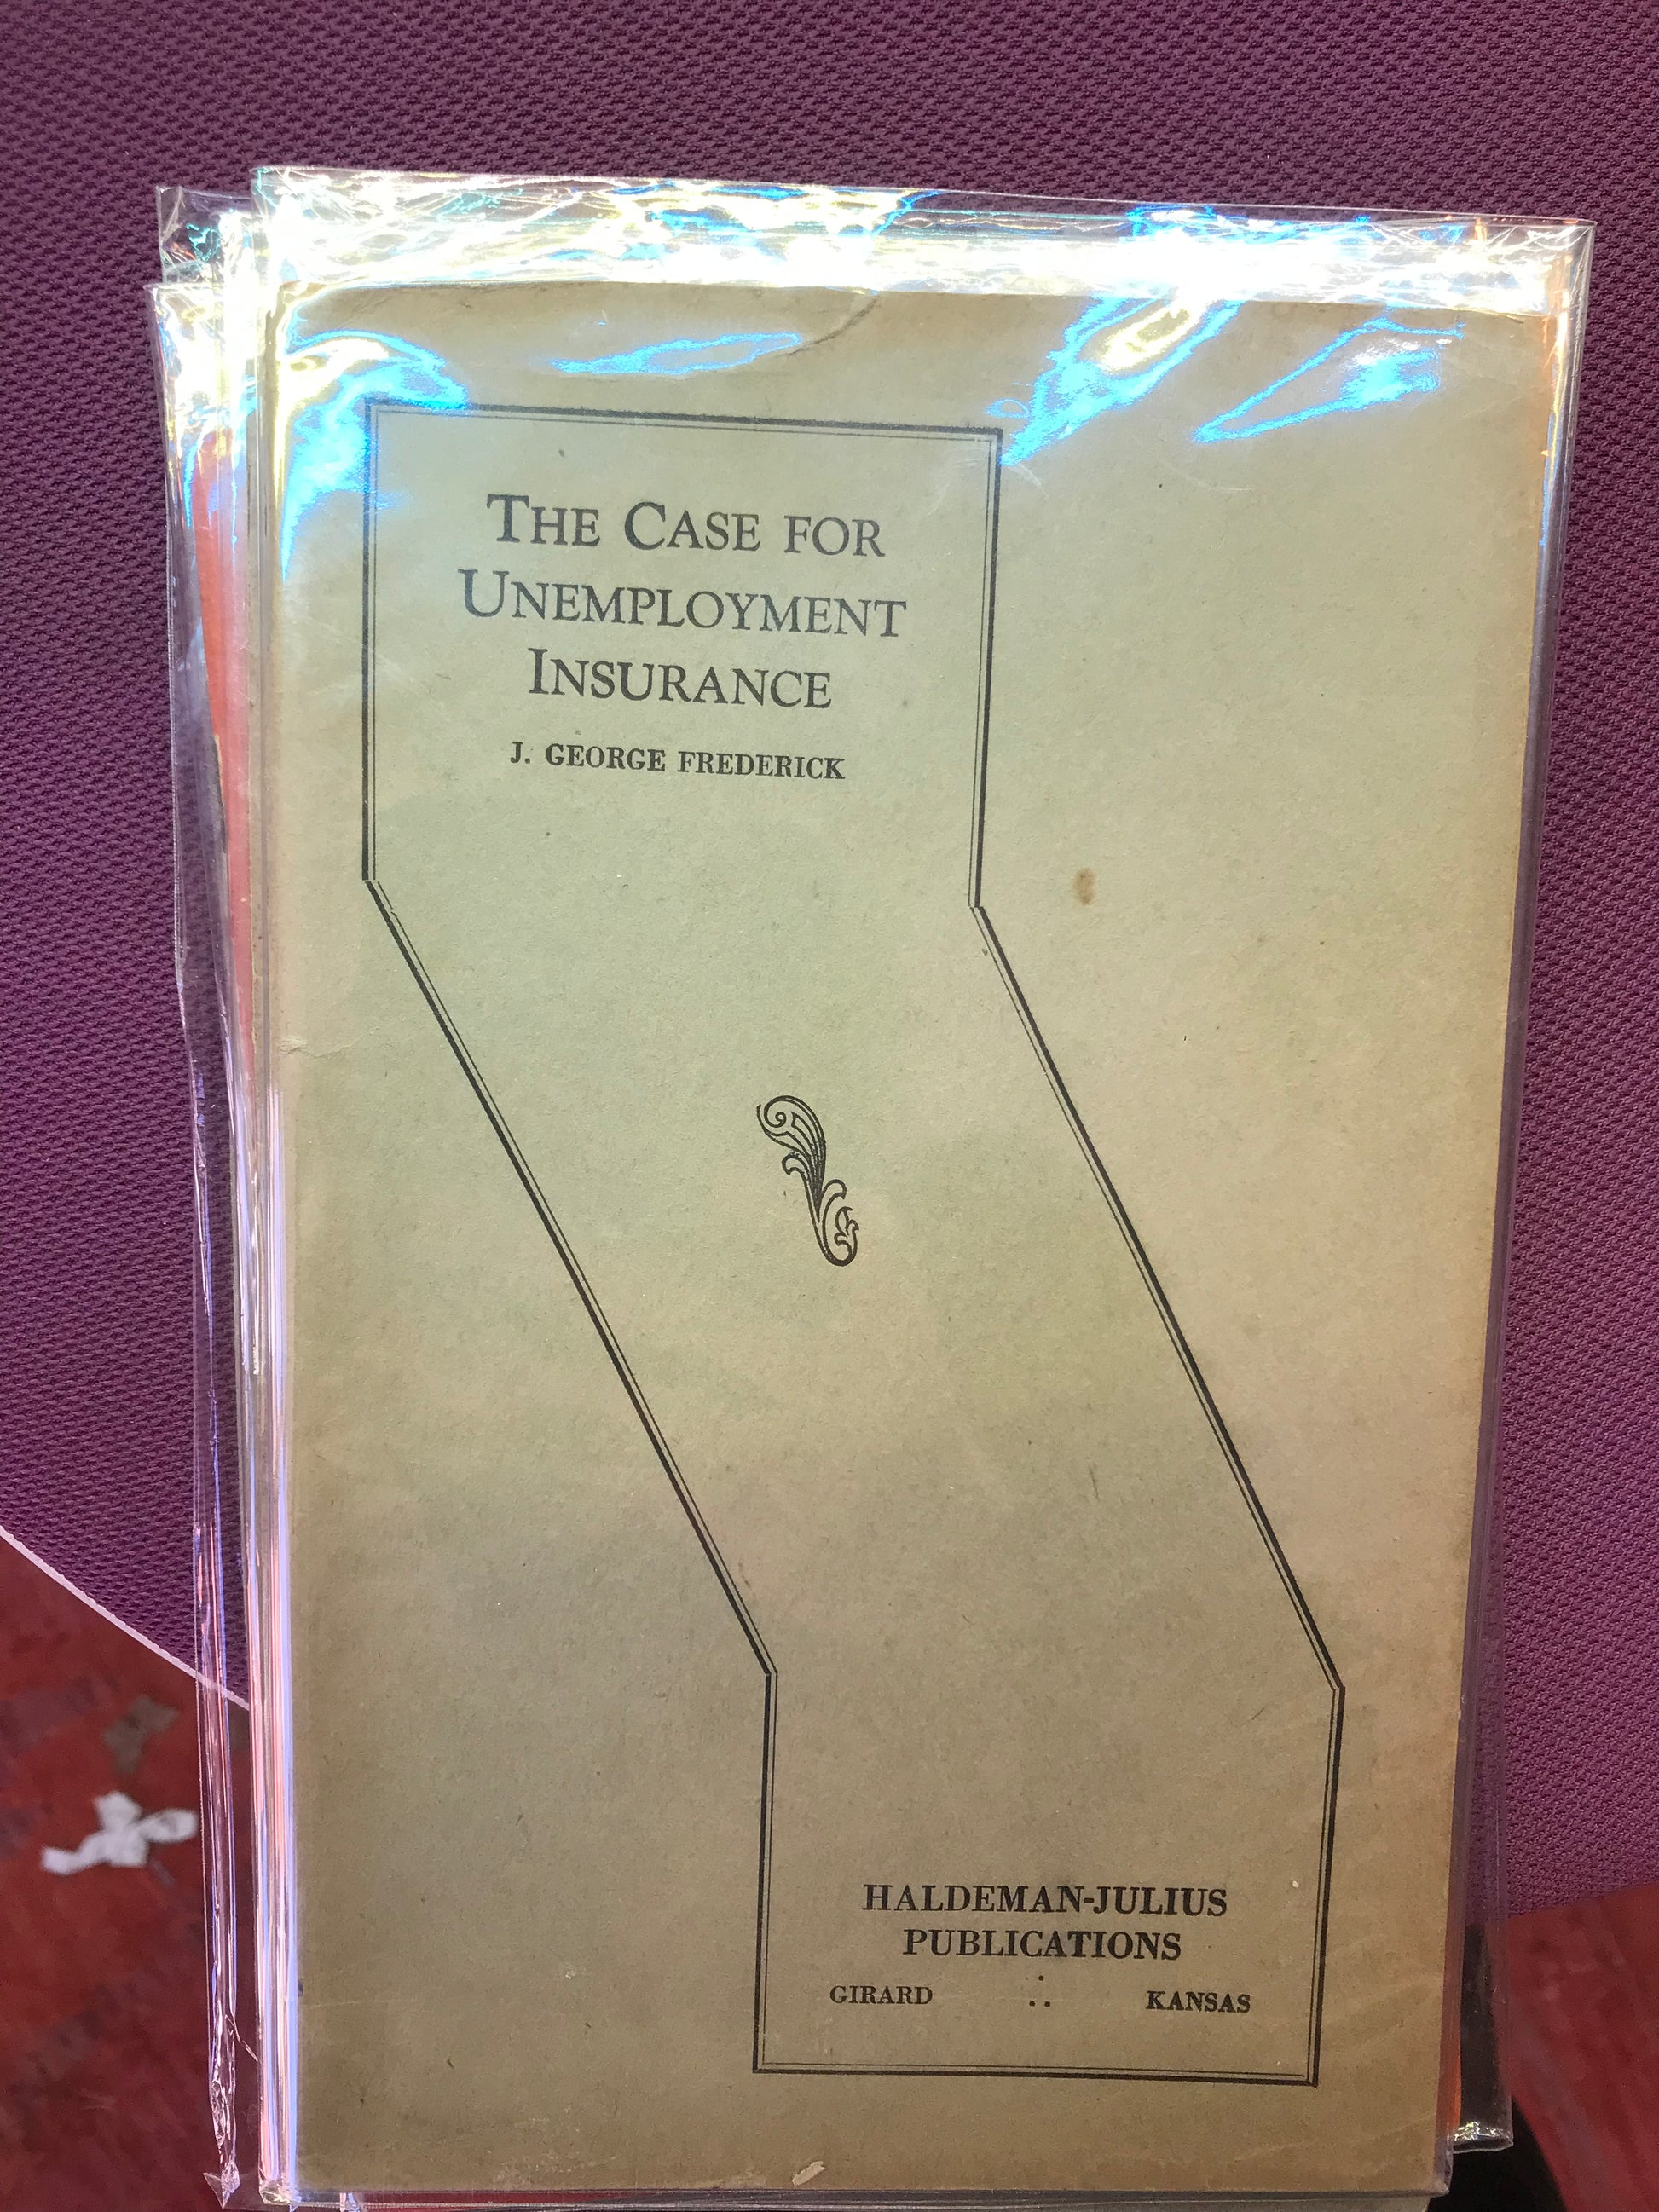 THE CASE FOR
UNEMPLOYMENT
INSURANCE
J. GEORGE FREDERICK
HALDEMAN-JULIUS
PUBLICATIONS
GIRARD KANSAS